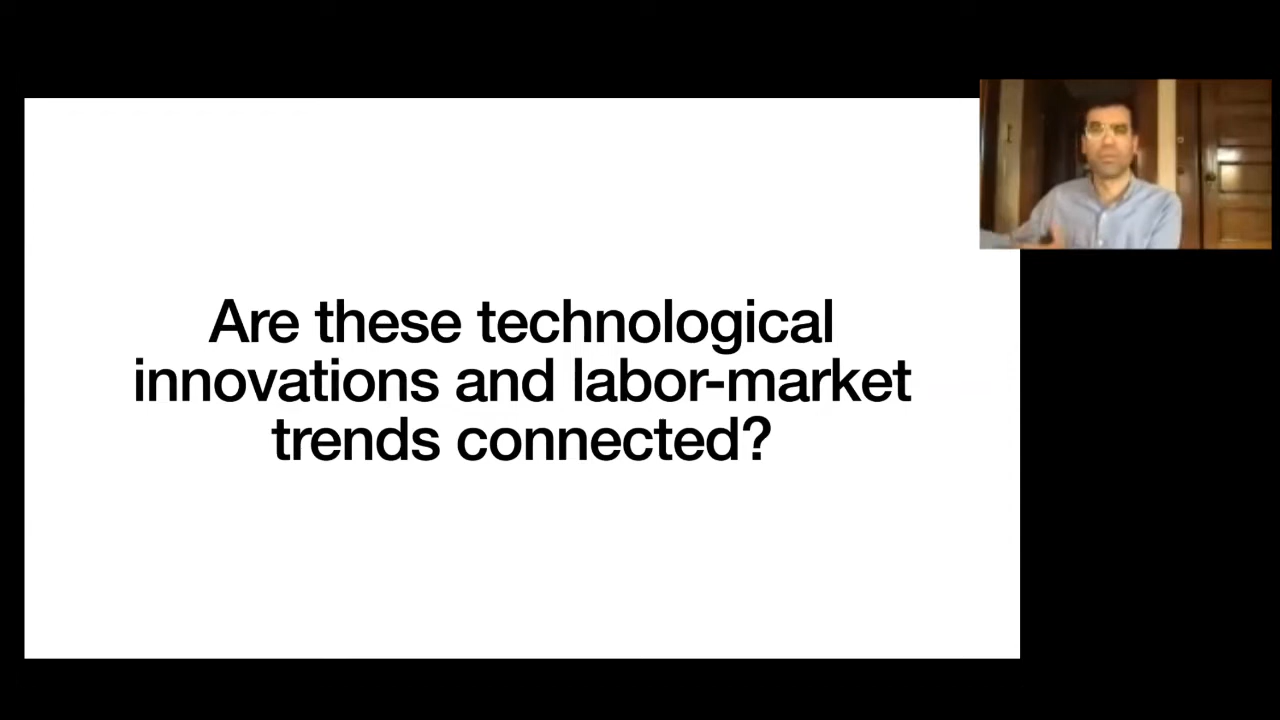 Are these technological
innovations and labor-market
trends connected?